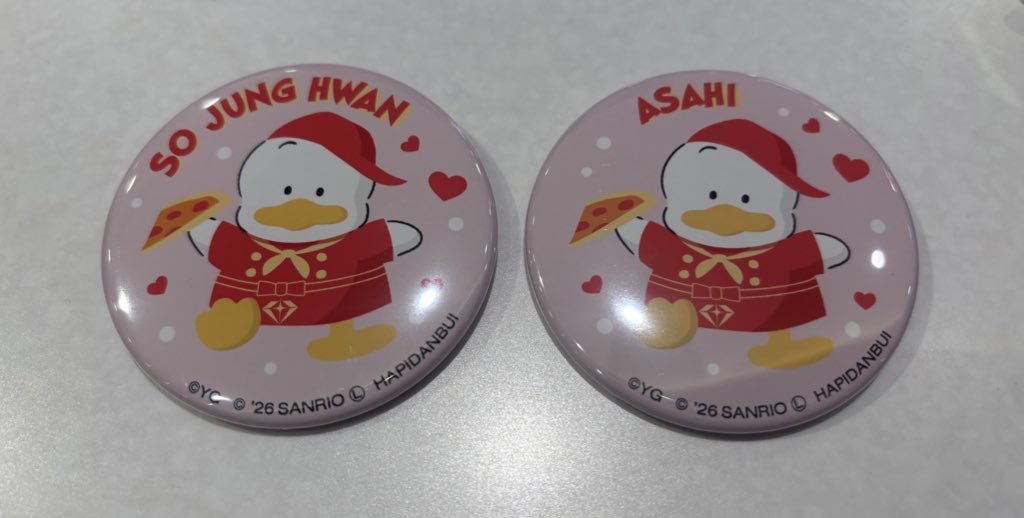 SO JUNG HWAN
©YG © '26 SANRIO Ⓛ HAPIDANBUI
ASAHI
©YG © '26 SANRIO Ⓛ HAPIDANBUI